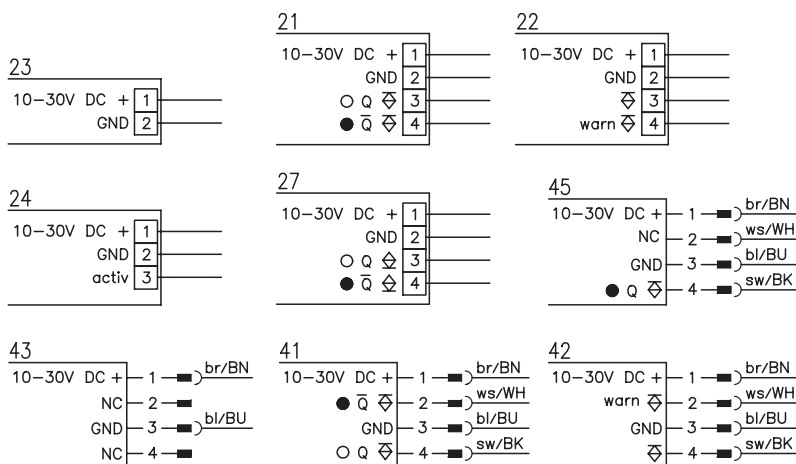 21
10-30V DC + 1
GND 2
Q 3
Q̅ 4
22
10-30V DC + 1
GND 2
3
warn 4
23
10-30V DC + 1
GND 2
24
10-30V DC + 1
GND 2
activ 3
27
10-30V DC + 1
GND 2
Q 3
Q̅ 4
45
10-30V DC + 1 br/BN
NC 2 ws/WH
GND 3 bl/BU
Q 4 sw/BK
43
10-30V DC + 1 br/BN
NC 2
GND 3 bl/BU
NC 4
41
10-30V DC + 1 br/BN
Q̅ 2 ws/WH
GND 3 bl/BU
Q 4 sw/BK
42
10-30V DC + 1 br/BN
warn 2 ws/WH
GND 3 bl/BU
4 sw/BK